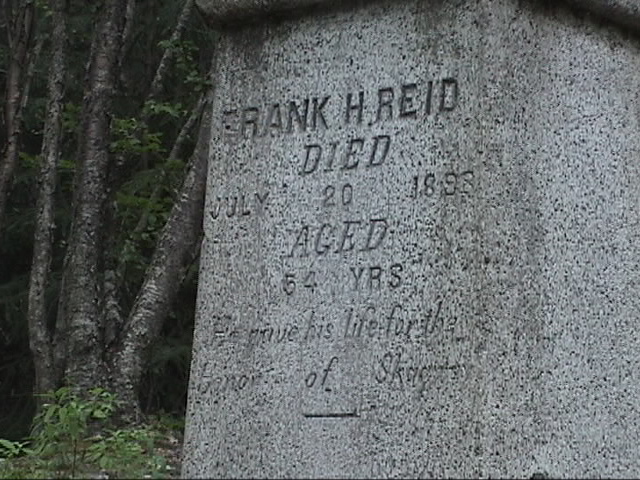 FRANK H. REID
DIED
JULY 20 1898
AGED
54 YRS
He gave his life for the
honor of Skagway